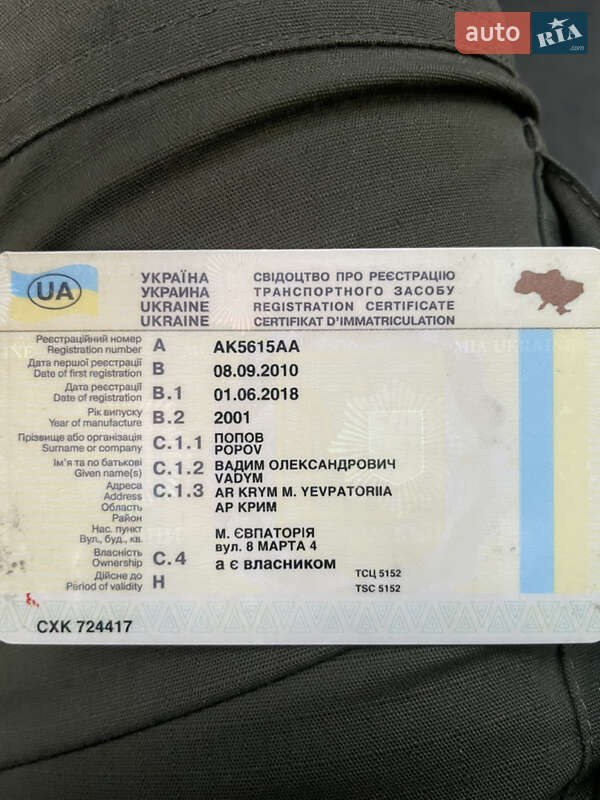 auto RIA .com
UA
УКРАЇНА
УКРАИНА
UKRAINE
UKRAINE
СВІДОЦТВО ПРО РЕЄСТРАЦІЮ
ТРАНСПОРТНОГО ЗАСОБУ
REGISTRATION CERTIFICATE
CERTIFIKAT D'IMMATRICULATION
Реєстраційний номер
Registration number A AK5615AA
Дата першої реєстрації
Date of first registration B 08.09.2010
Дата реєстрації
Date of registration B.1 01.06.2018
Рік випуску
Year of manufacture B.2 2001
Прізвище або організація C.1.1 ПОПОВ
Surname or company POPOV
Ім'я та по батькові C.1.2 ВАДИМ ОЛЕКСАНДРОВИЧ
Given name(s) VADYM
Адреса C.1.3 AR KRYM M. YEVPATORIIA
Address
Область АР КРИМ
Район
Нас. пункт М. ЄВПАТОРІЯ
Вул., буд., кв. вул. 8 МАРТА 4
Власність C.4 а є власником
Ownership
Дійсне до H ТСЦ 5152
Period of validity TSC 5152
CXK 724417